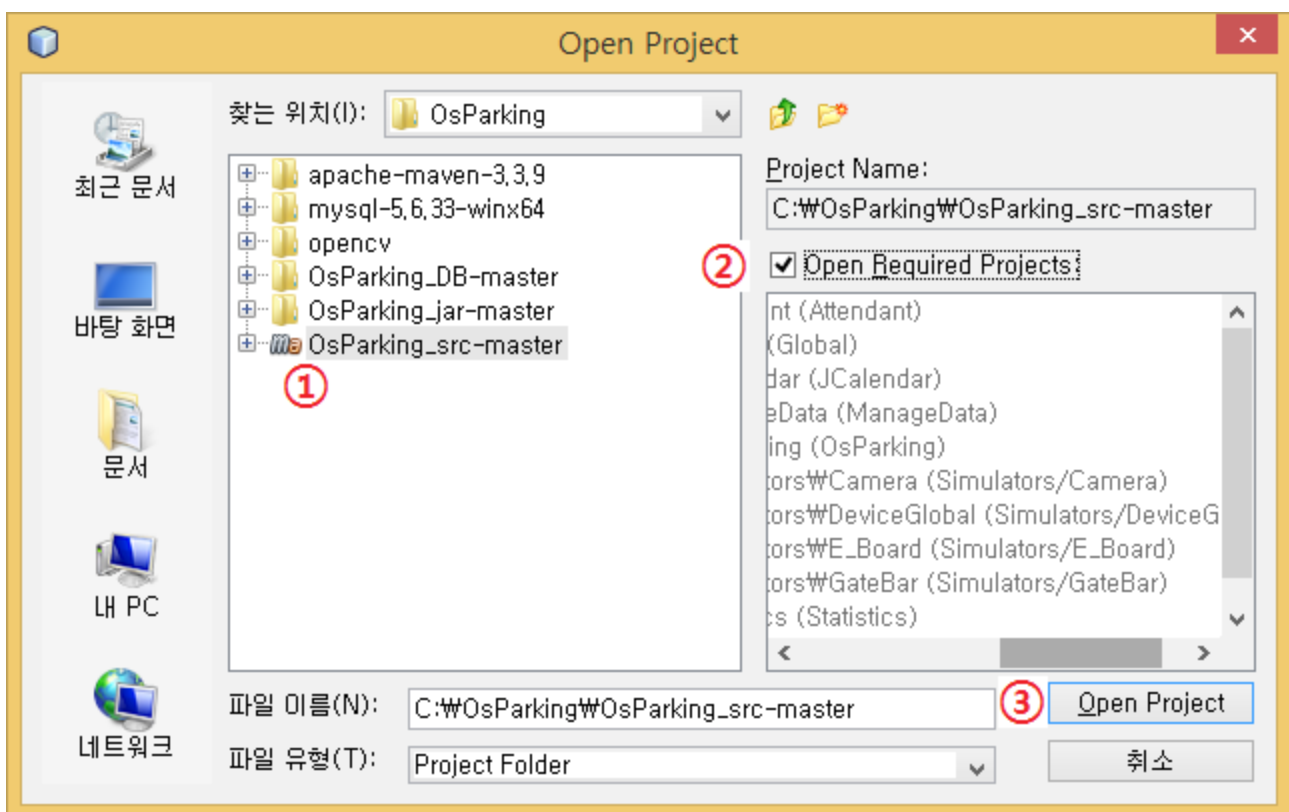 Open Project
찾는 위치(I):
OsParking
최근 문서
바탕 화면
문서
내 PC
네트워크
apache-maven-3,3,9
mysql-5,6,33-winx64
opencv
OsParking_DB-master
OsParking_jar-master
OsParking_src-master
①
Project Name:
C:₩OsParking₩OsParking_src-master
②
Open Required Projects:
nt (Attendant)
(Global)
dar (JCalendar)
eData (ManageData)
ing (OsParking)
tors₩Camera (Simulators/Camera)
tors₩DeviceGlobal (Simulators/DeviceG
tors₩E_Board (Simulators/E_Board)
tors₩GateBar (Simulators/GateBar)
cs (Statistics)
파일 이름(N):
C:₩OsParking₩OsParking_src-master
③
Open Project
파일 유형(T):
Project Folder
취소